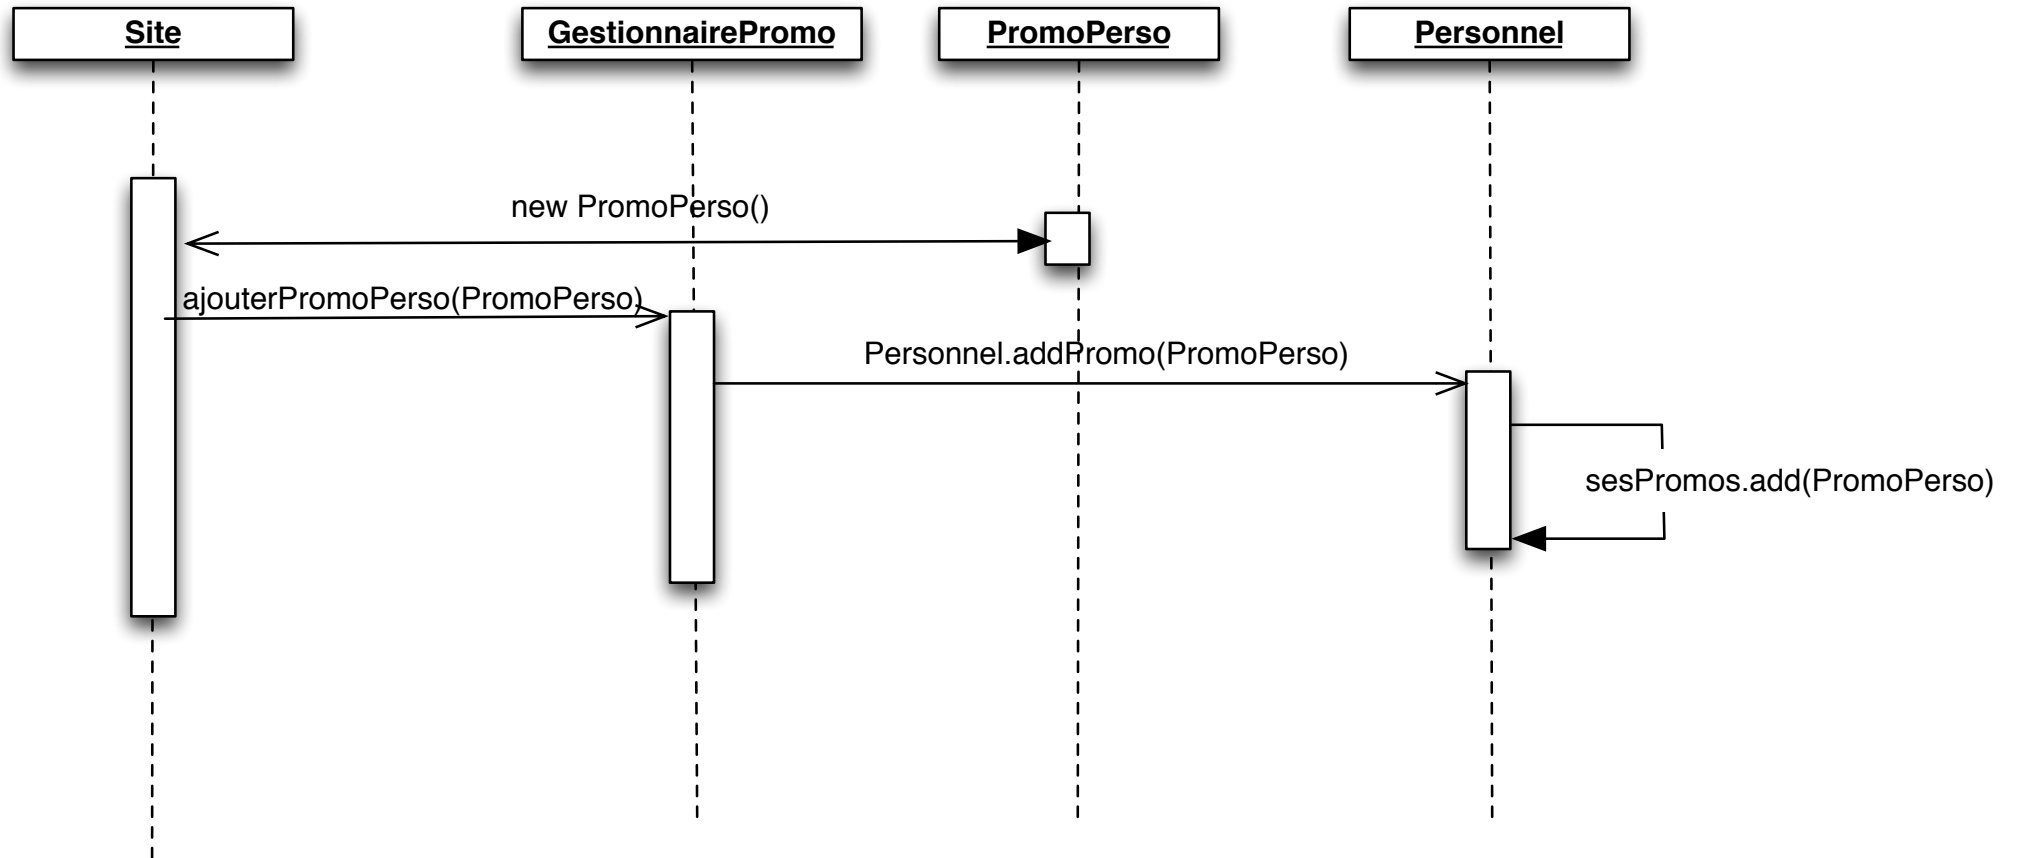 Site
GestionnairePromo
PromoPerso
Personnel
new PromoPerso()
ajouterPromoPerso(PromoPerso)
Personnel.addPromo(PromoPerso)
sesPromos.add(PromoPerso)